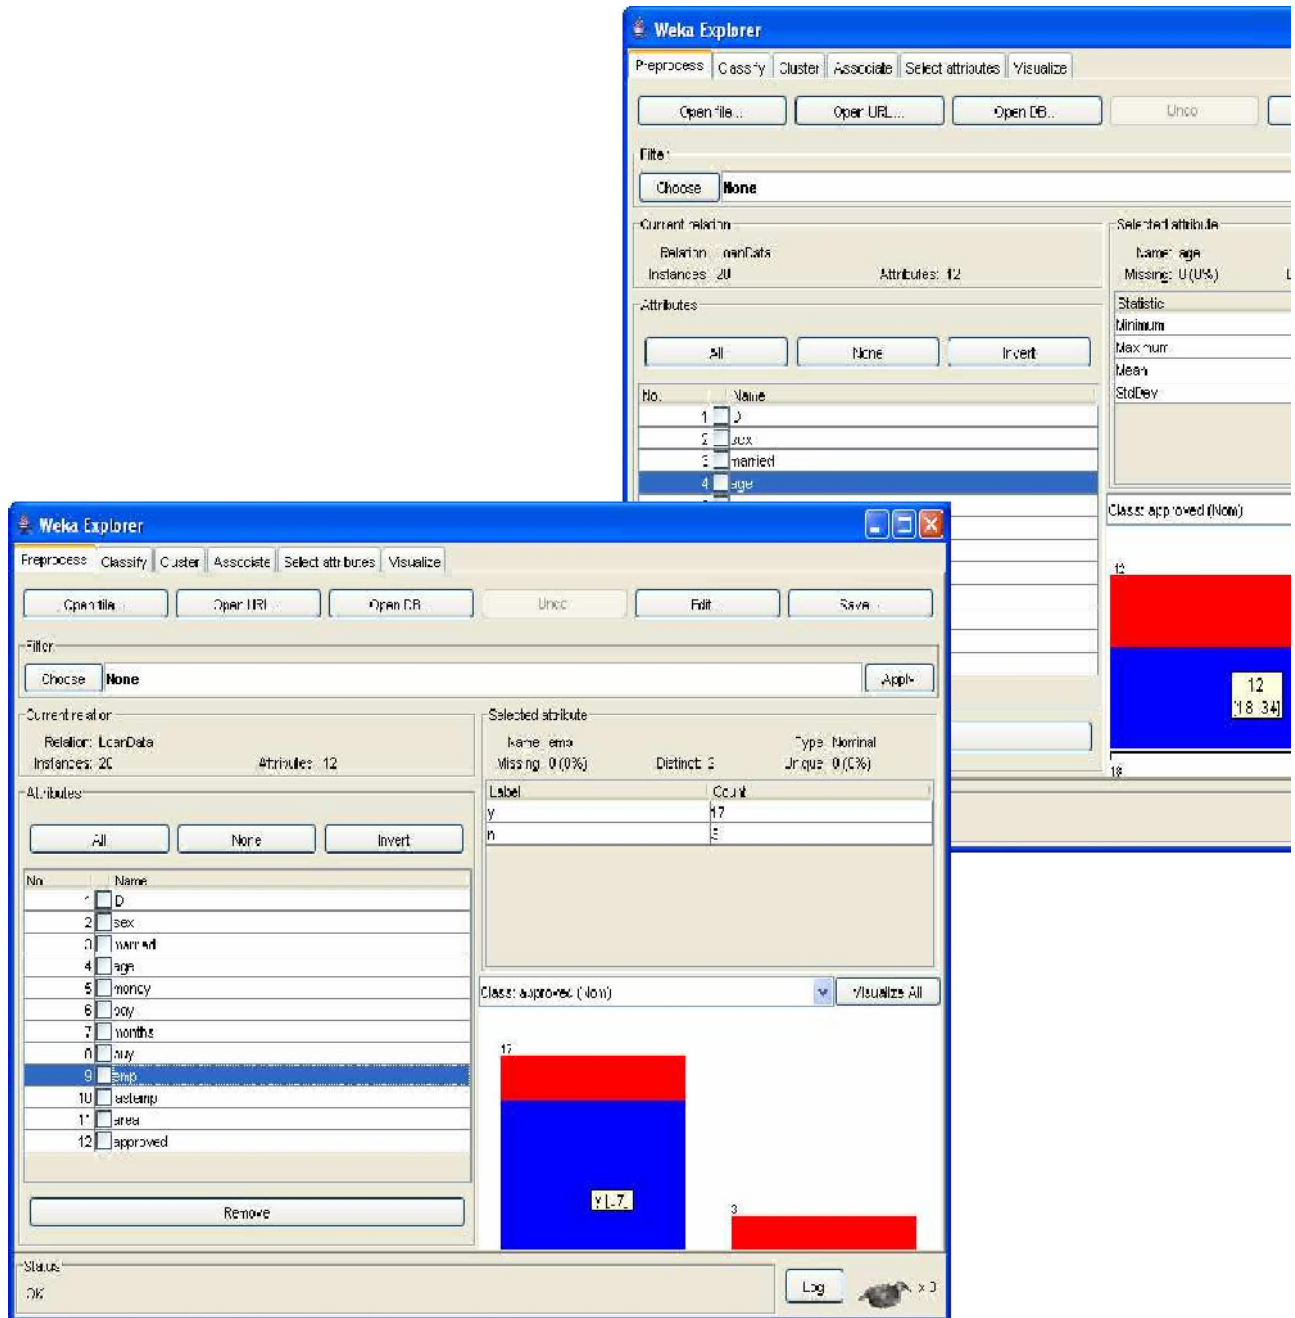 Weka Explorer
Preprocess Classify Cluster Associate Select attributes Visualize
Open file... Open URL... Open DB... Undo
Filter
Choose None
Current relation
Relation: LoanData
Instances: 20 Attributes: 12
Selected attribute
Name: age
Missing: 0 (0%)
Statistic
Minimum
Maximum
Mean
StdDev
Attributes
All None Invert
No. Name
1 ID
2 sex
3 married
4 age
Class: approved (Nom)
12
12
[18, 34]
18
Weka Explorer
Preprocess Classify Cluster Associate Select attributes Visualize
Open file... Open URL... Open DB... Undo Edit... Save...
Filter
Choose None Apply
Current relation
Relation: LoanData
Instances: 20 Attributes: 12
Selected attribute
Name: emp Type: Nominal
Missing: 0 (0%) Distinct: 2 Unique: 0 (0%)
Label Count
y 17
n 3
Attributes
All None Invert
No. Name
1 ID
2 sex
3 married
4 age
5 money
6 pay
7 months
8 buy
9 emp
10 lastemp
11 area
12 approved
Remove
Class: approved (Nom) Visualize All
17
y [17]
3
Status
OK
Log x 0